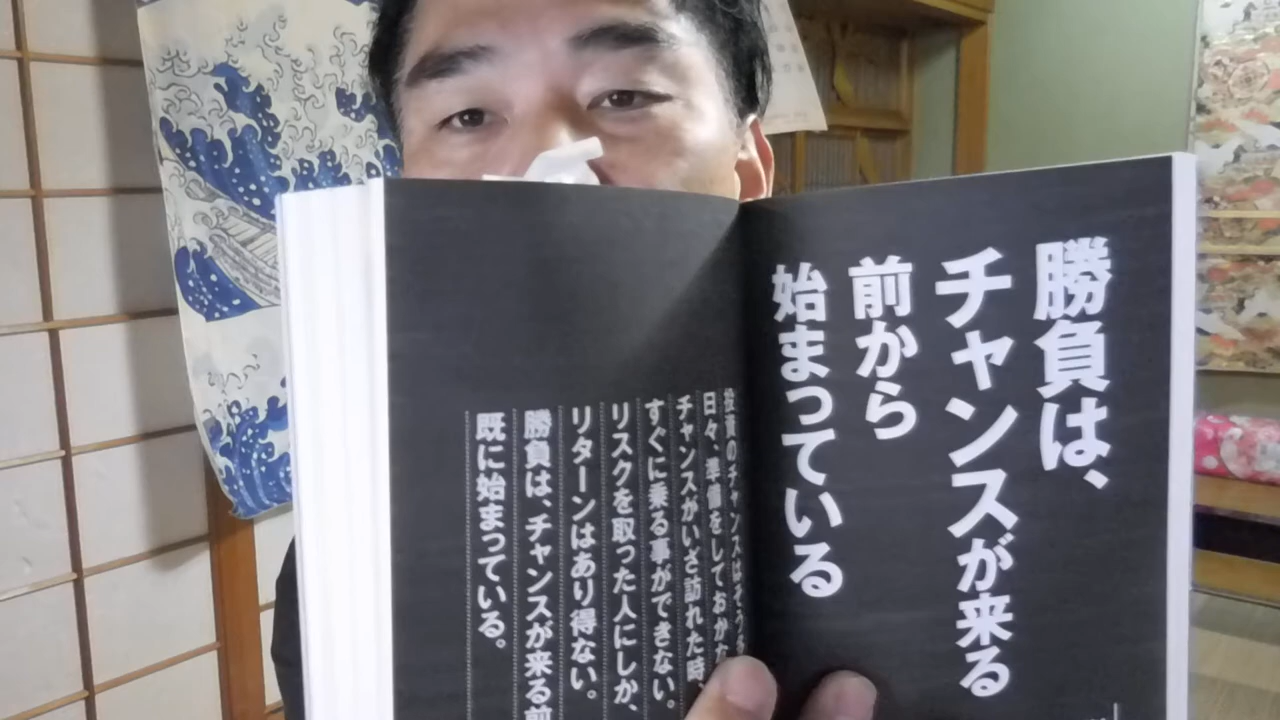 勝負は、
チャンスが来る
前から
始まっている
投資のチャンスはそう多
日々、準備をしておかな
チャンスがいざ訪れた時
すぐに乗る事ができない。
リスクを取った人にしか、
リターンはあり得ない。
勝負は、チャンスが来る前
既に始まっている。